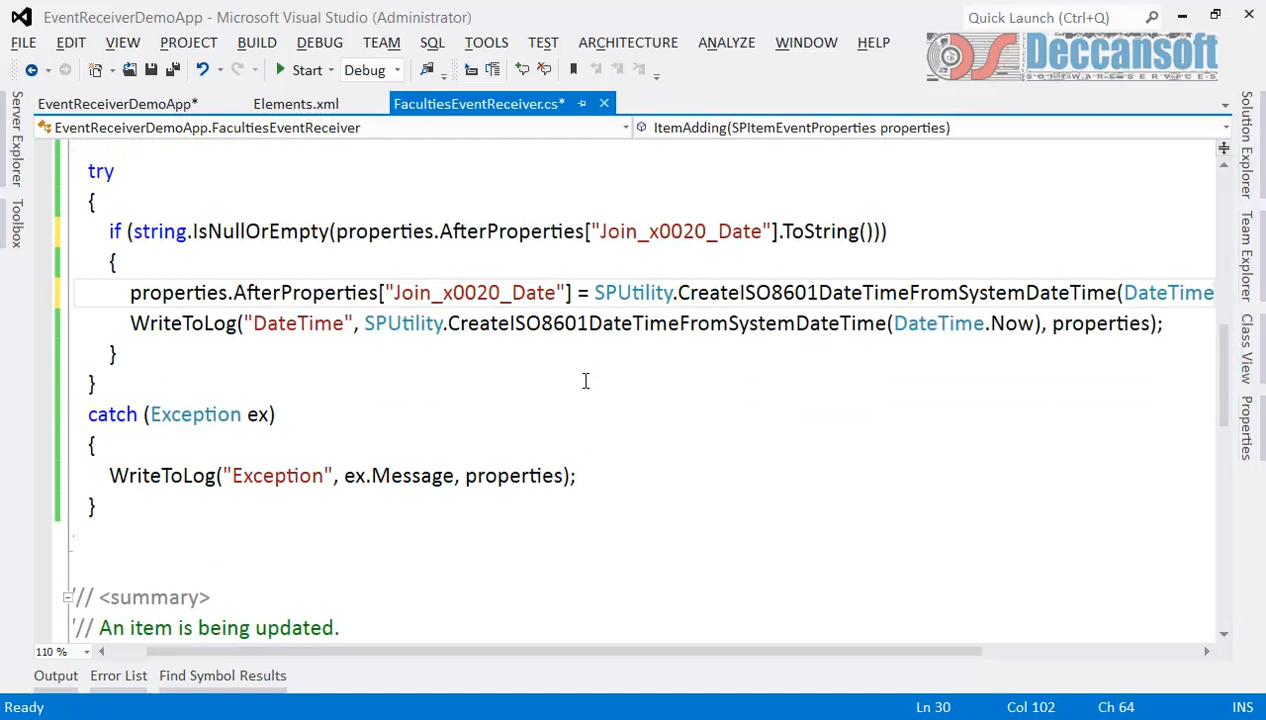 EventReceiverDemoApp - Microsoft Visual Studio (Administrator)
Quick Launch (Ctrl+Q)
FILE EDIT VIEW PROJECT BUILD DEBUG TEAM SQL TOOLS TEST ARCHITECTURE ANALYZE WINDOW HELP
DS Deccansoft
SOFTWARE SERVICES
Start Debug
EventReceiverDemoApp* Elements.xml FacultiesEventReceiver.cs*
EventReceiverDemoApp.FacultiesEventReceiver ItemAdding(SPItemEventProperties properties)
Server Explorer
Toolbox
Solution Explorer
Team Explorer
Class View
Properties
try
{
if (string.IsNullOrEmpty(properties.AfterProperties["Join_x0020_Date"].ToString()))
{
properties.AfterProperties["Join_x0020_Date"] = SPUtility.CreateISO8601DateTimeFromSystemDateTime(DateTime
WriteToLog("DateTime", SPUtility.CreateISO8601DateTimeFromSystemDateTime(DateTime.Now), properties);
}
}
catch (Exception ex)
{
WriteToLog("Exception", ex.Message, properties);
}
/// <summary>
/// An item is being updated.
110 %
Output Error List Find Symbol Results
Ready Ln 30 Col 102 Ch 64 INS